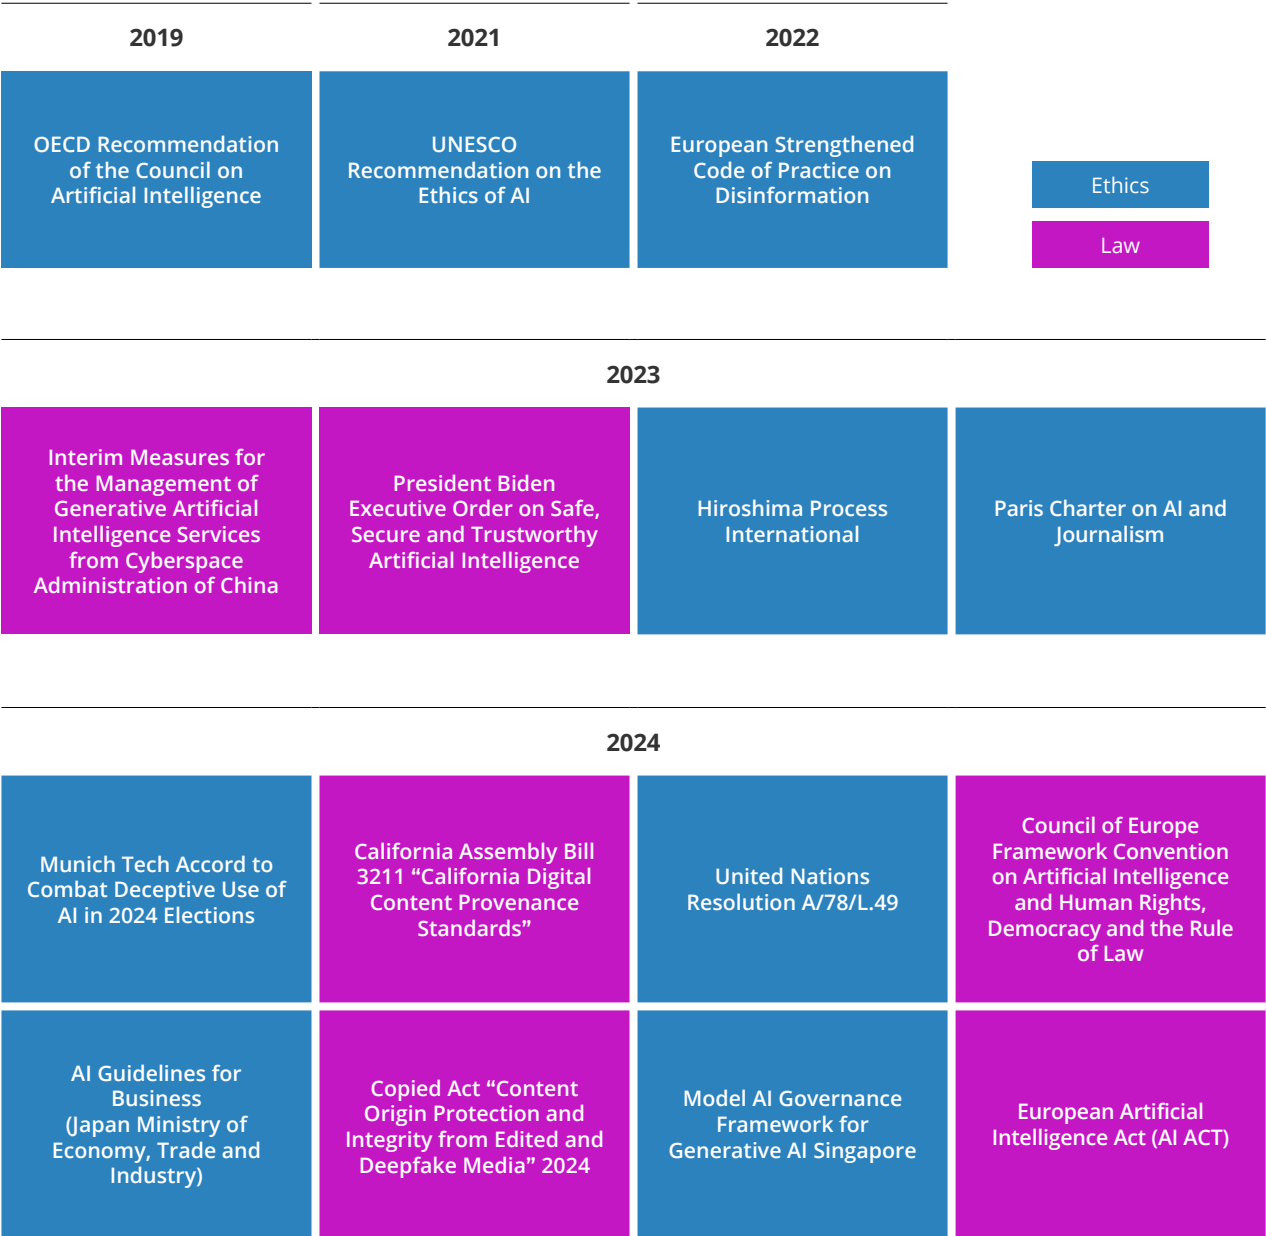 2019
2021
2022
OECD Recommendation
of the Council on
Artificial Intelligence
UNESCO
Recommendation on the
Ethics of AI
European Strengthened
Code of Practice on
Disinformation
Ethics
Law
2023
Interim Measures for
the Management of
Generative Artificial
Intelligence Services
from Cyberspace
Administration of China
President Biden
Executive Order on Safe,
Secure and Trustworthy
Artificial Intelligence
Hiroshima Process
International
Paris Charter on AI and
Journalism
2024
Munich Tech Accord to
Combat Deceptive Use of
AI in 2024 Elections
California Assembly Bill
3211 “California Digital
Content Provenance
Standards”
United Nations
Resolution A/78/L.49
Council of Europe
Framework Convention
on Artificial Intelligence
and Human Rights,
Democracy and the Rule
of Law
AI Guidelines for
Business
(Japan Ministry of
Economy, Trade and
Industry)
Copied Act “Content
Origin Protection and
Integrity from Edited and
Deepfake Media” 2024
Model AI Governance
Framework for
Generative AI Singapore
European Artificial
Intelligence Act (AI ACT)